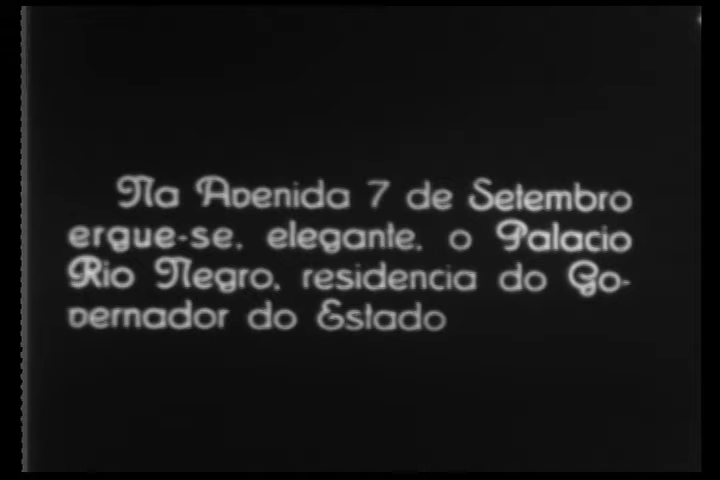 Na Avenida 7 de Setembro
ergue-se, elegante, o Palacio
Rio Negro, residencia do Go-
vernador do Estado